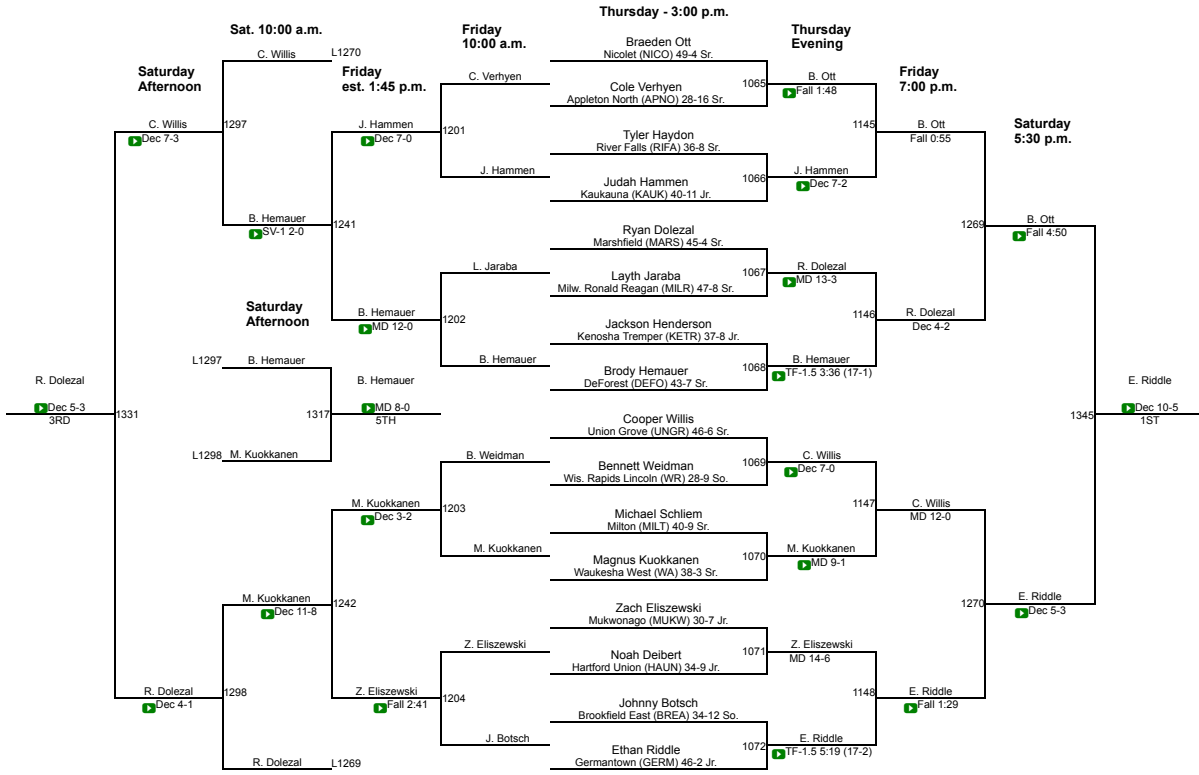 Thursday - 3:00 p.m.
Sat. 10:00 a.m.
Friday
10:00 a.m.
Thursday
Evening
Saturday
Afternoon
Friday
est. 1:45 p.m.
Friday
7:00 p.m.
Saturday
5:30 p.m.
Braeden Ott
Nicolet (NICO) 49-4 Sr.
Cole Verhyen
Appleton North (APNO) 28-16 Sr.
Tyler Haydon
River Falls (RIFA) 36-8 Sr.
Judah Hammen
Kaukauna (KAUK) 40-11 Jr.
Ryan Dolezal
Marshfield (MARS) 45-4 Sr.
Layth Jaraba
Milw. Ronald Reagan (MILR) 47-8 Sr.
Jackson Henderson
Kenosha Tremper (KETR) 37-8 Jr.
Brody Hemauer
DeForest (DEFO) 43-7 Sr.
Cooper Willis
Union Grove (UNGR) 46-6 Sr.
Bennett Weidman
Wis. Rapids Lincoln (WR) 28-9 So.
Michael Schliem
Milton (MILT) 40-9 Sr.
Magnus Kuokkanen
Waukesha West (WA) 38-3 Sr.
Zach Eliszewski
Mukwonago (MUKW) 30-7 Jr.
Noah Deibert
Hartford Union (HAUN) 34-9 Jr.
Johnny Botsch
Brookfield East (BREA) 34-12 So.
Ethan Riddle
Germantown (GERM) 46-2 Jr.
1065
B. Ott
Fall 1:48
1066
J. Hammen
Dec 7-2
1067
R. Dolezal
MD 13-3
1068
B. Hemauer
TF-1.5 3:36 (17-1)
1069
C. Willis
Dec 7-0
1070
M. Kuokkanen
MD 9-1
1071
Z. Eliszewski
MD 14-6
1072
E. Riddle
TF-1.5 5:19 (17-2)
1145
B. Ott
Fall 0:55
1146
R. Dolezal
Dec 4-2
1147
C. Willis
MD 12-0
1148
E. Riddle
Fall 1:29
1269
B. Ott
Fall 4:50
1270
E. Riddle
Dec 5-3
1345
E. Riddle
Dec 10-5
1ST
C. Verhyen
1201
J. Hammen
L. Jaraba
1202
B. Hemauer
B. Weidman
1203
M. Kuokkanen
Z. Eliszewski
1204
J. Botsch
J. Hammen
Dec 7-0
1241
B. Hemauer
MD 12-0
M. Kuokkanen
Dec 3-2
1242
Z. Eliszewski
Fall 2:41
C. Willis
L1270
1297
B. Hemauer
SV-1 2-0
M. Kuokkanen
Dec 11-8
1298
R. Dolezal
L1269
C. Willis
Dec 7-3
1331
R. Dolezal
Dec 4-1
R. Dolezal
Dec 5-3
3RD
Saturday
Afternoon
L1297
B. Hemauer
1317
L1298
M. Kuokkanen
B. Hemauer
MD 8-0
5TH